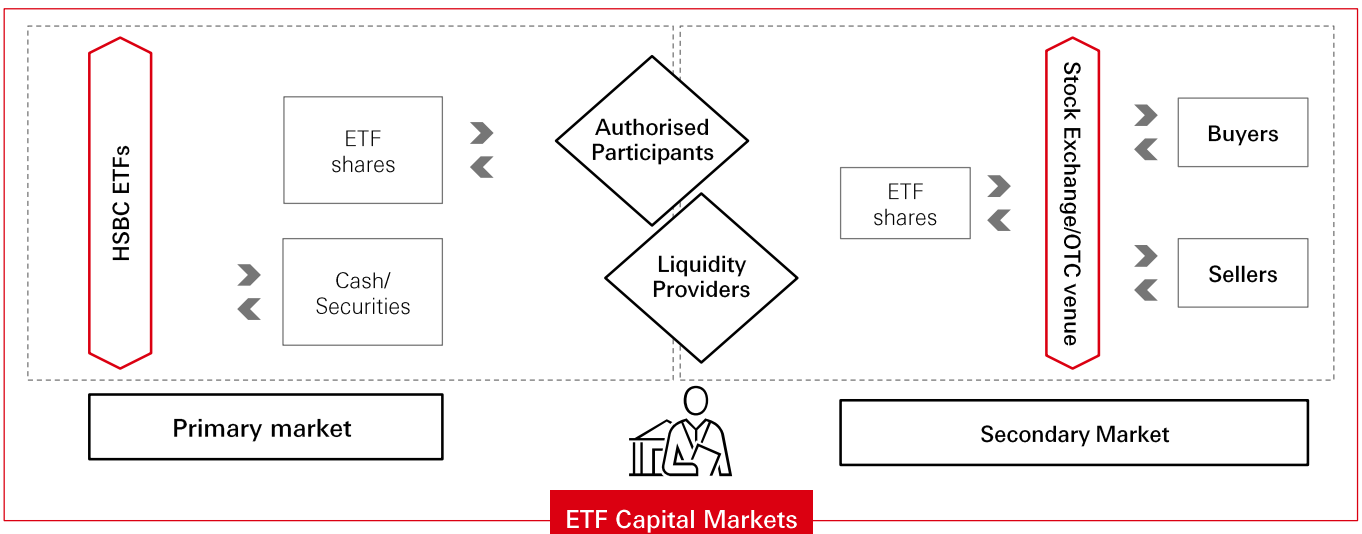 HSBC ETFs
ETF
shares
Cash/
Securities
Authorised
Participants
Liquidity
Providers
ETF
shares
Stock Exchange/OTC venue
Buyers
Sellers
Primary market
Secondary Market
ETF Capital Markets